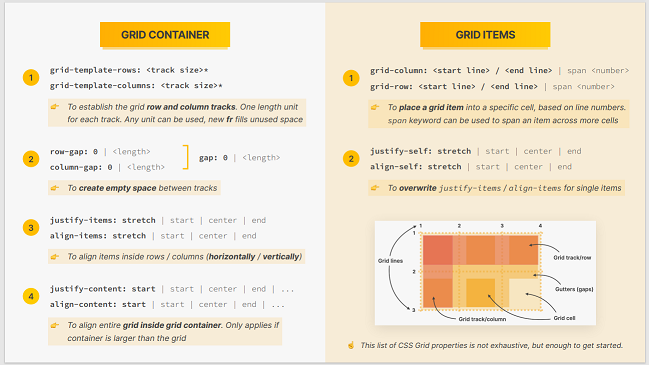 GRID CONTAINER
1
grid-template-rows: <track size>*
grid-template-columns: <track size>*
👉 To establish the grid row and column tracks. One length unit
for each track. Any unit can be used, new fr fills unused space
2
row-gap: 0 | <length>
column-gap: 0 | <length>
gap: 0 | <length>
👉 To create empty space between tracks
3
justify-items: stretch | start | center | end
align-items: stretch | start | center | end
👉 To align items inside rows / columns (horizontally / vertically)
4
justify-content: start | start | center | end | ...
align-content: start | start | center | end | ...
👉 To align entire grid inside grid container. Only applies if
container is larger than the grid
GRID ITEMS
1
grid-column: <start line> / <end line> | span <number>
grid-row: <start line> / <end line> | span <number>
👉 To place a grid item into a specific cell, based on line numbers.
span keyword can be used to span an item across more cells
2
justify-self: stretch | start | center | end
align-self: stretch | start | center | end
👉 To overwrite justify-items / align-items for single items
1 2 3 4
1
Grid track/row
Grid lines
2
Gutters (gaps)
3
Grid track/column
Grid cell
☝ This list of CSS Grid properties is not exhaustive, but enough to get started.